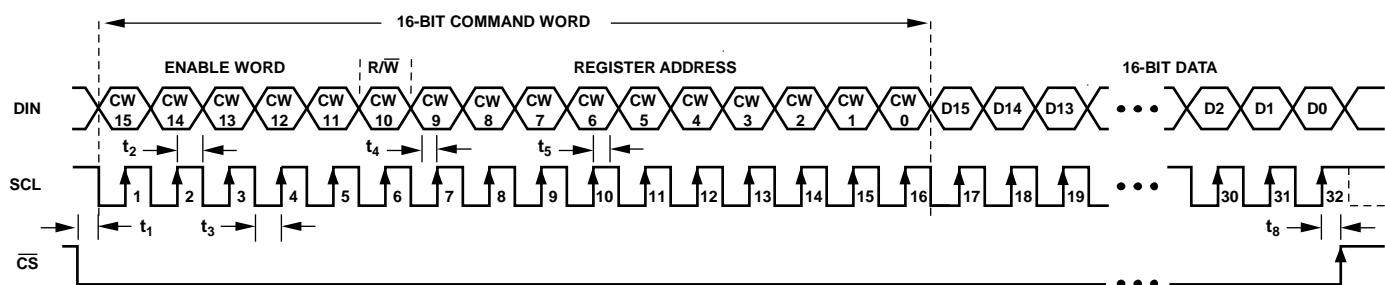 16-BIT COMMAND WORD
ENABLE WORD R/W̅ REGISTER ADDRESS 16-BIT DATA
DIN CW 15 CW 14 CW 13 CW 12 CW 11 CW 10 CW 9 CW 8 CW 7 CW 6 CW 5 CW 4 CW 3 CW 2 CW 1 CW 0 D15 D14 D13 D2 D1 D0
t2 t4 t5
SCL 1 2 3 4 5 6 7 8 9 10 11 12 13 14 15 16 17 18 19 30 31 32
t1 t3 t8
C̅S̅